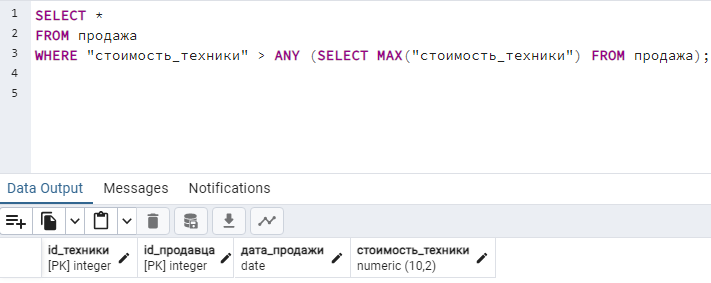 1 SELECT *
2 FROM продажа
3 WHERE "стоимость_техники" > ANY (SELECT MAX("стоимость_техники") FROM продажа);
4
5
Data Output Messages Notifications
id_техники id_продавца дата_продажи стоимость_техники
[PK] integer [PK] integer date numeric (10,2)